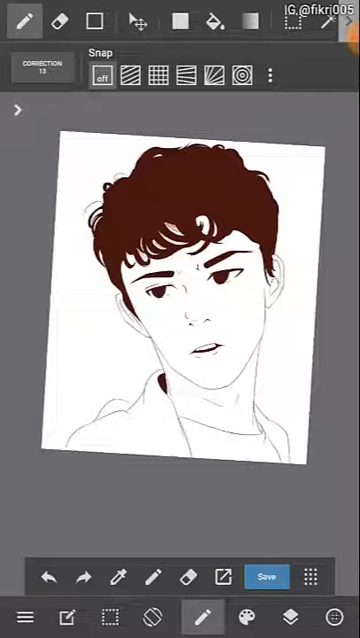 IG,@fikri005
Snap
CORRECTION
13
off
Save